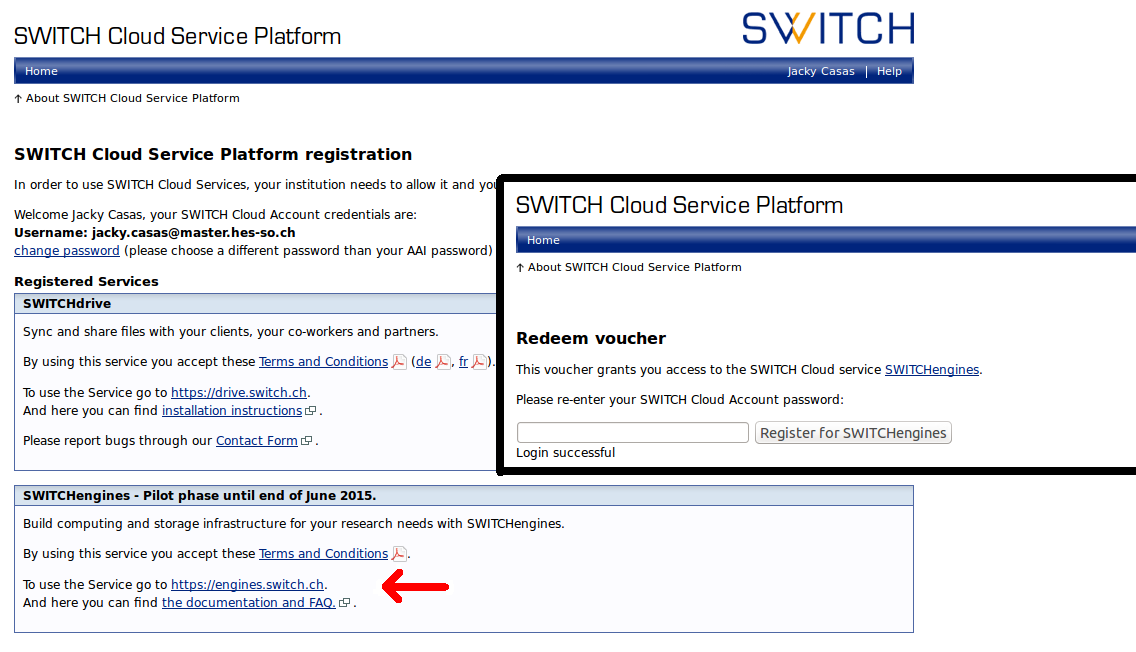 SWITCH Cloud Service Platform
SWITCH
Home
Jacky Casas | Help
↑ About SWITCH Cloud Service Platform
SWITCH Cloud Service Platform registration
In order to use SWITCH Cloud Services, your institution needs to allow it and you
Welcome Jacky Casas, your SWITCH Cloud Account credentials are:
Username: jacky.casas@master.hes-so.ch
change password (please choose a different password than your AAI password)
Registered Services
SWITCHdrive
Sync and share files with your clients, your co-workers and partners.
By using this service you accept these Terms and Conditions (de, fr).
To use the Service go to https://drive.switch.ch.
And here you can find installation instructions.
Please report bugs through our Contact Form.
SWITCH Cloud Service Platform
Home
↑ About SWITCH Cloud Service Platform
Redeem voucher
This voucher grants you access to the SWITCH Cloud service SWITCHengines.
Please re-enter your SWITCH Cloud Account password:
Register for SWITCHengines
Login successful
SWITCHengines - Pilot phase until end of June 2015.
Build computing and storage infrastructure for your research needs with SWITCHengines.
By using this service you accept these Terms and Conditions.
To use the Service go to https://engines.switch.ch.
And here you can find the documentation and FAQ.